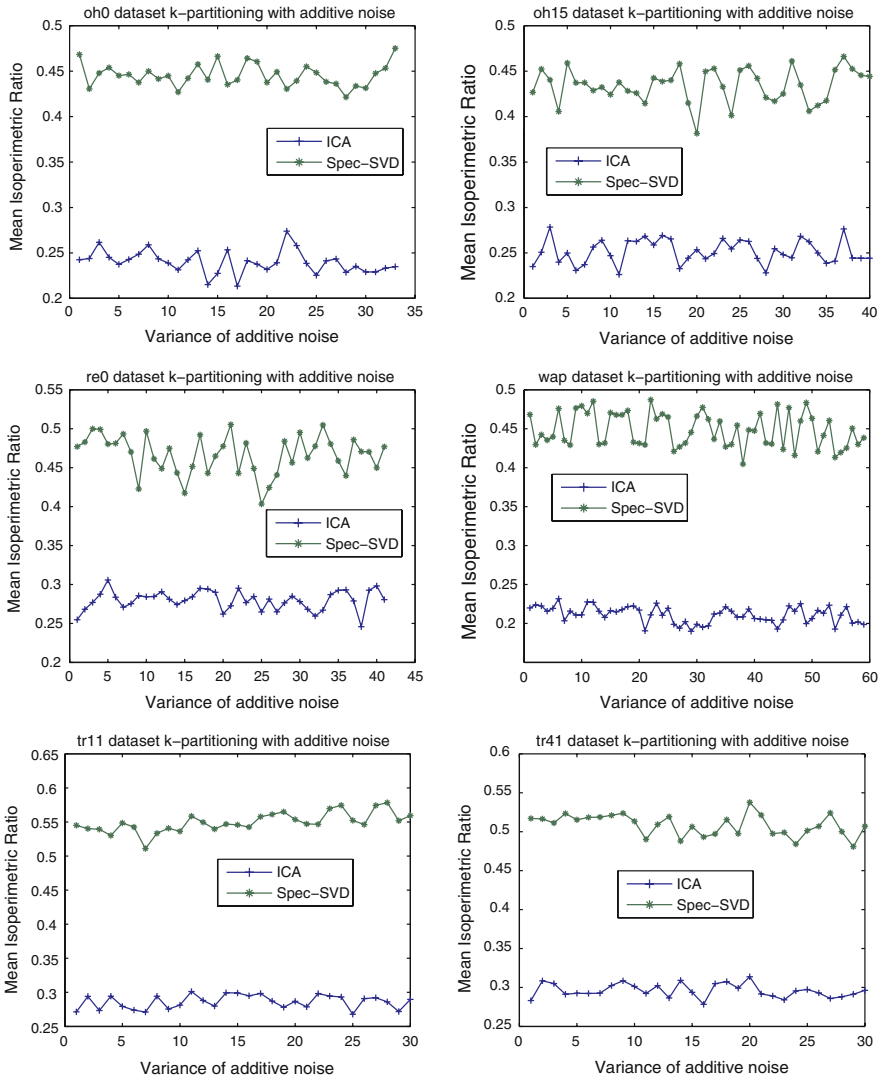 oh0 dataset k−partitioning with additive noise
0.5
0.45
0.4
0.35
0.3
0.25
0.2
Mean Isoperimetric Ratio
ICA
Spec−SVD
0 5 10 15 20 25 30 35
Variance of additive noise
oh15 dataset k−partitioning with additive noise
0.5
0.45
0.4
0.35
0.3
0.25
0.2
Mean Isoperimetric Ratio
ICA
Spec−SVD
0 5 10 15 20 25 30 35 40
Variance of additive noise
re0 dataset k−partitioning with additive noise
0.55
0.5
0.45
0.4
0.35
0.3
0.25
0.2
Mean Isoperimetric Ratio
ICA
Spec−SVD
0 5 10 15 20 25 30 35 40 45
Variance of additive noise
wap dataset k−partitioning with additive noise
0.5
0.45
0.4
0.35
0.3
0.25
0.2
Mean Isoperimetric Ratio
ICA
Spec−SVD
0 10 20 30 40 50 60
Variance of additive noise
tr11 dataset k−partitioning with additive noise
0.65
0.6
0.55
0.5
0.45
0.4
0.35
0.3
0.25
Mean Isoperimetric Ratio
ICA
Spec−SVD
0 5 10 15 20 25 30
Variance of additive noise
tr41 dataset k−partitioning with additive noise
0.6
0.55
0.5
0.45
0.4
0.35
0.3
0.25
Mean Isoperimetric Ratio
ICA
Spec−SVD
0 5 10 15 20 25 30
Variance of additive noise